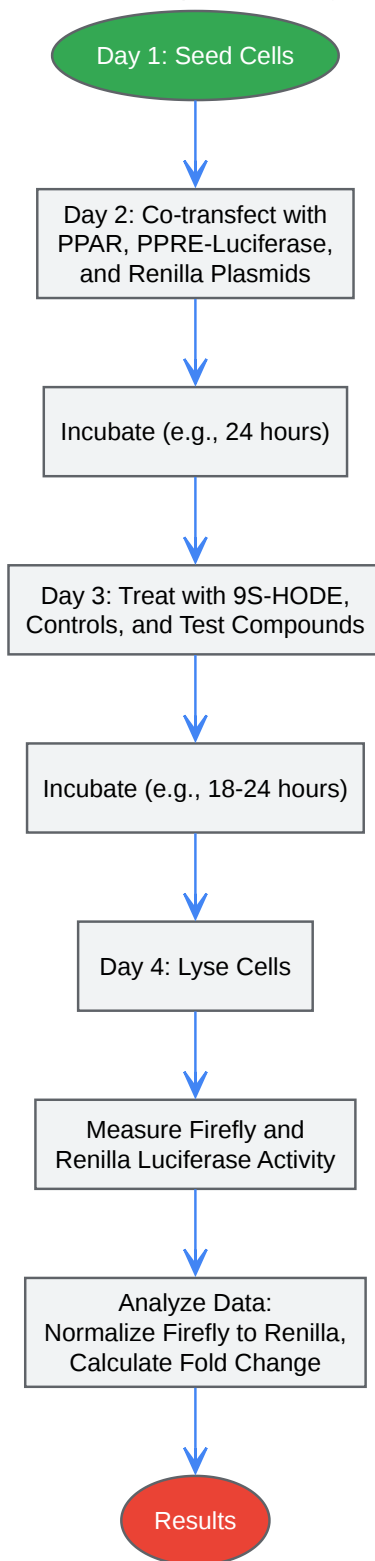 Day 1: Seed Cells
Day 2: Co-transfect with
PPAR, PPRE-Luciferase,
and Renilla Plasmids
Incubate (e.g., 24 hours)
Day 3: Treat with 9S-HODE,
Controls, and Test Compounds
Incubate (e.g., 18-24 hours)
Day 4: Lyse Cells
Measure Firefly and
Renilla Luciferase Activity
Analyze Data:
Normalize Firefly to Renilla,
Calculate Fold Change
Results